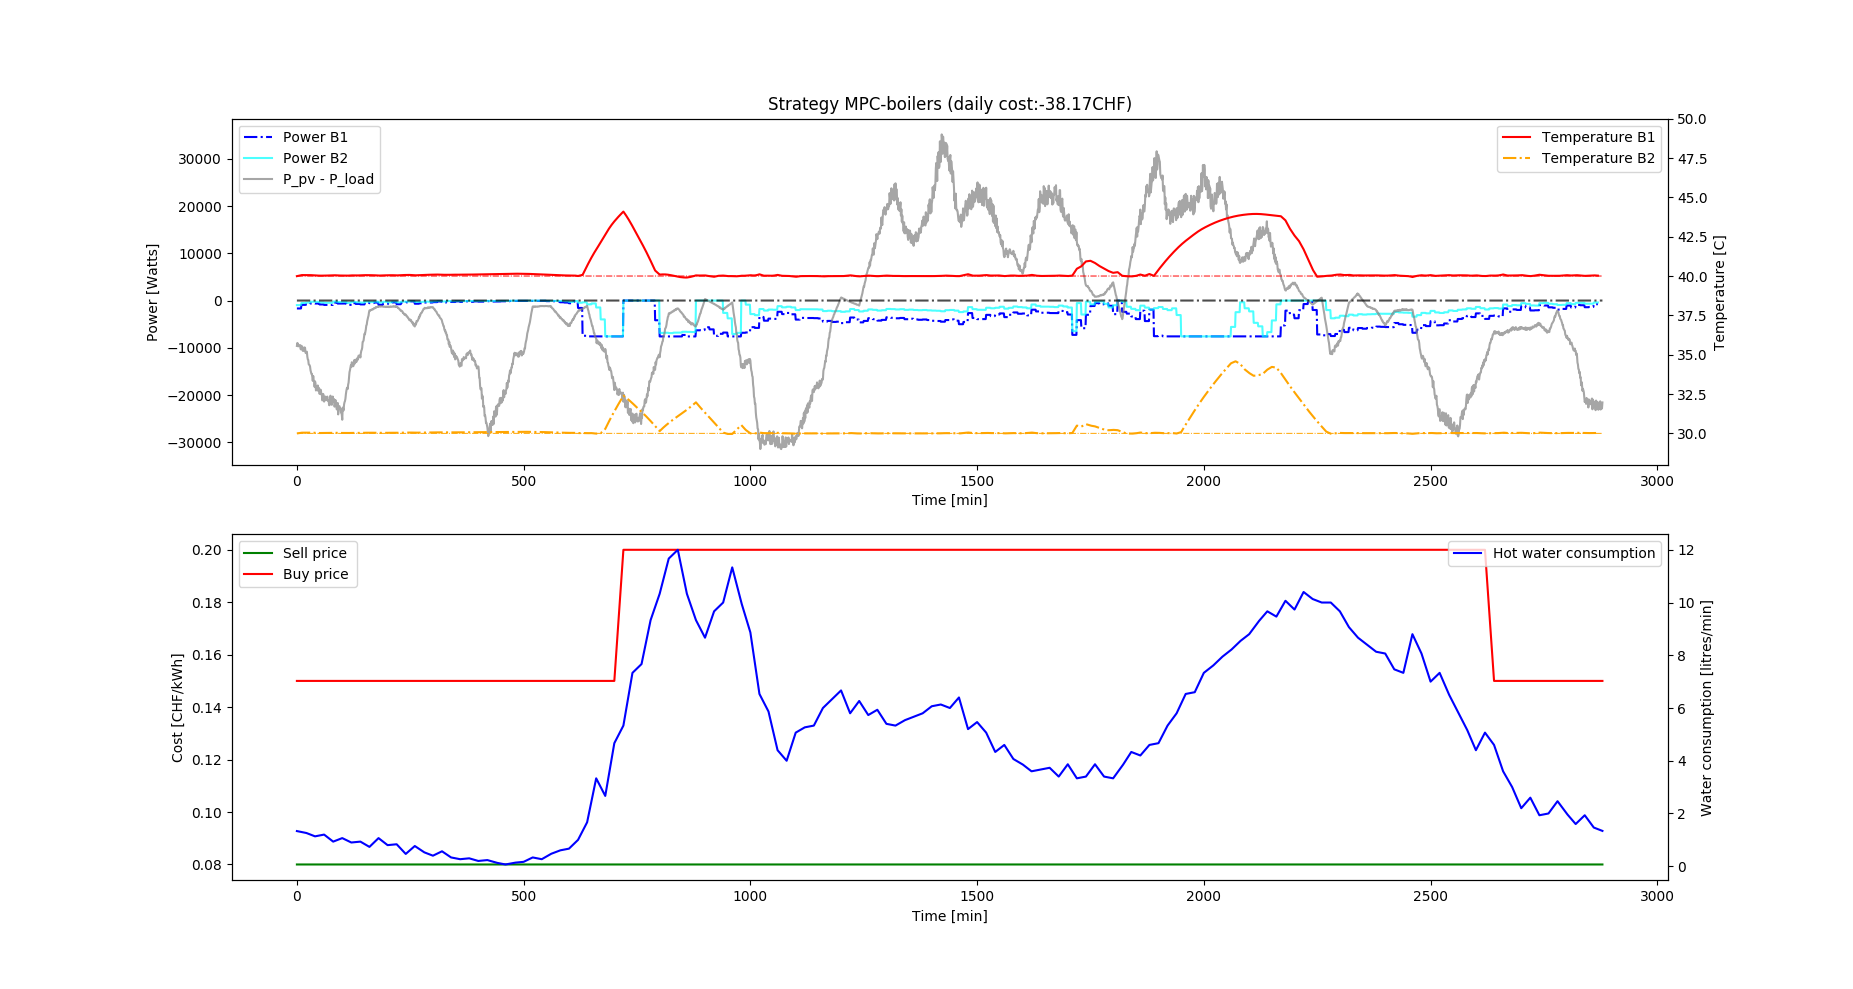 Strategy MPC-boilers (daily cost:-38.17CHF)
Power B1
Power B2
P_pv - P_load
Temperature B1
Temperature B2
Power [Watts]
30000
20000
10000
0
−10000
−20000
−30000
Temperature [C]
50.0
47.5
45.0
42.5
40.0
37.5
35.0
32.5
30.0
0 500 1000 1500 2000 2500 3000
Time [min]
Sell price
Buy price
Hot water consumption
Cost [CHF/kWh]
0.20
0.18
0.16
0.14
0.12
0.10
0.08
Water consumption [litres/min]
12
10
8
6
4
2
0
0 500 1000 1500 2000 2500 3000
Time [min]